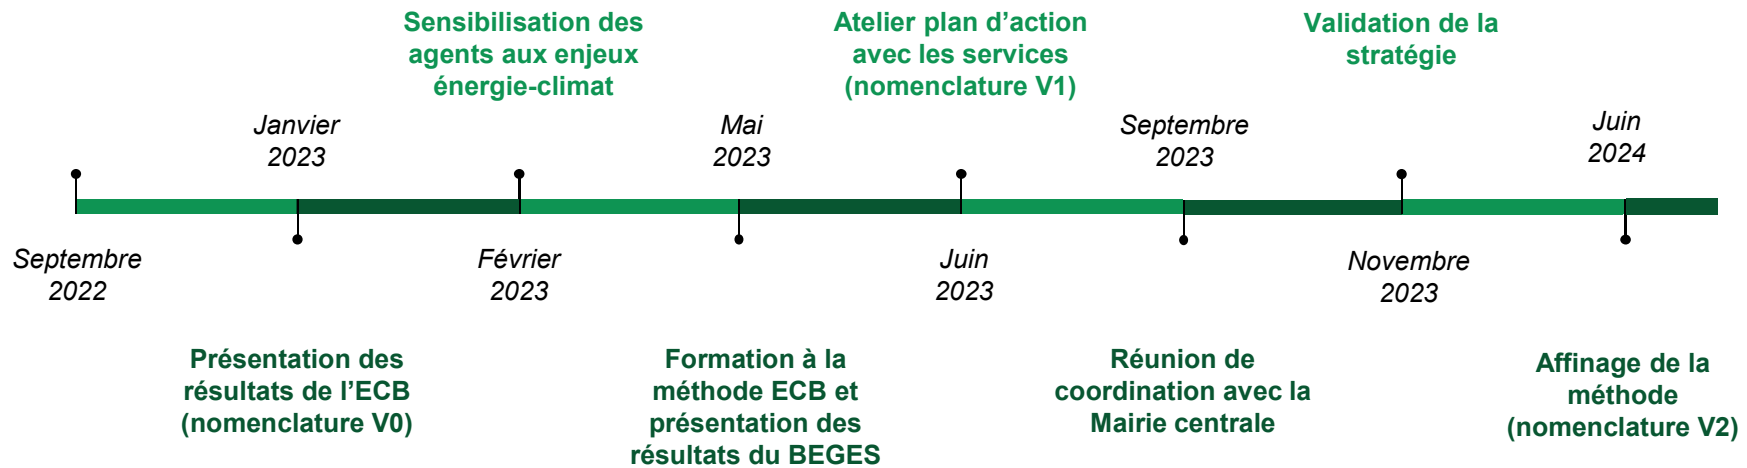 Sensibilisation des
agents aux enjeux
énergie-climat
Atelier plan d’action
avec les services
(nomenclature V1)
Validation de la
stratégie
Janvier
2023
Mai
2023
Septembre
2023
Juin
2024
Septembre
2022
Février
2023
Juin
2023
Novembre
2023
Présentation des
résultats de l’ECB
(nomenclature V0)
Formation à la
méthode ECB et
présentation des
résultats du BEGES
Réunion de
coordination avec la
Mairie centrale
Affinage de la
méthode
(nomenclature V2)